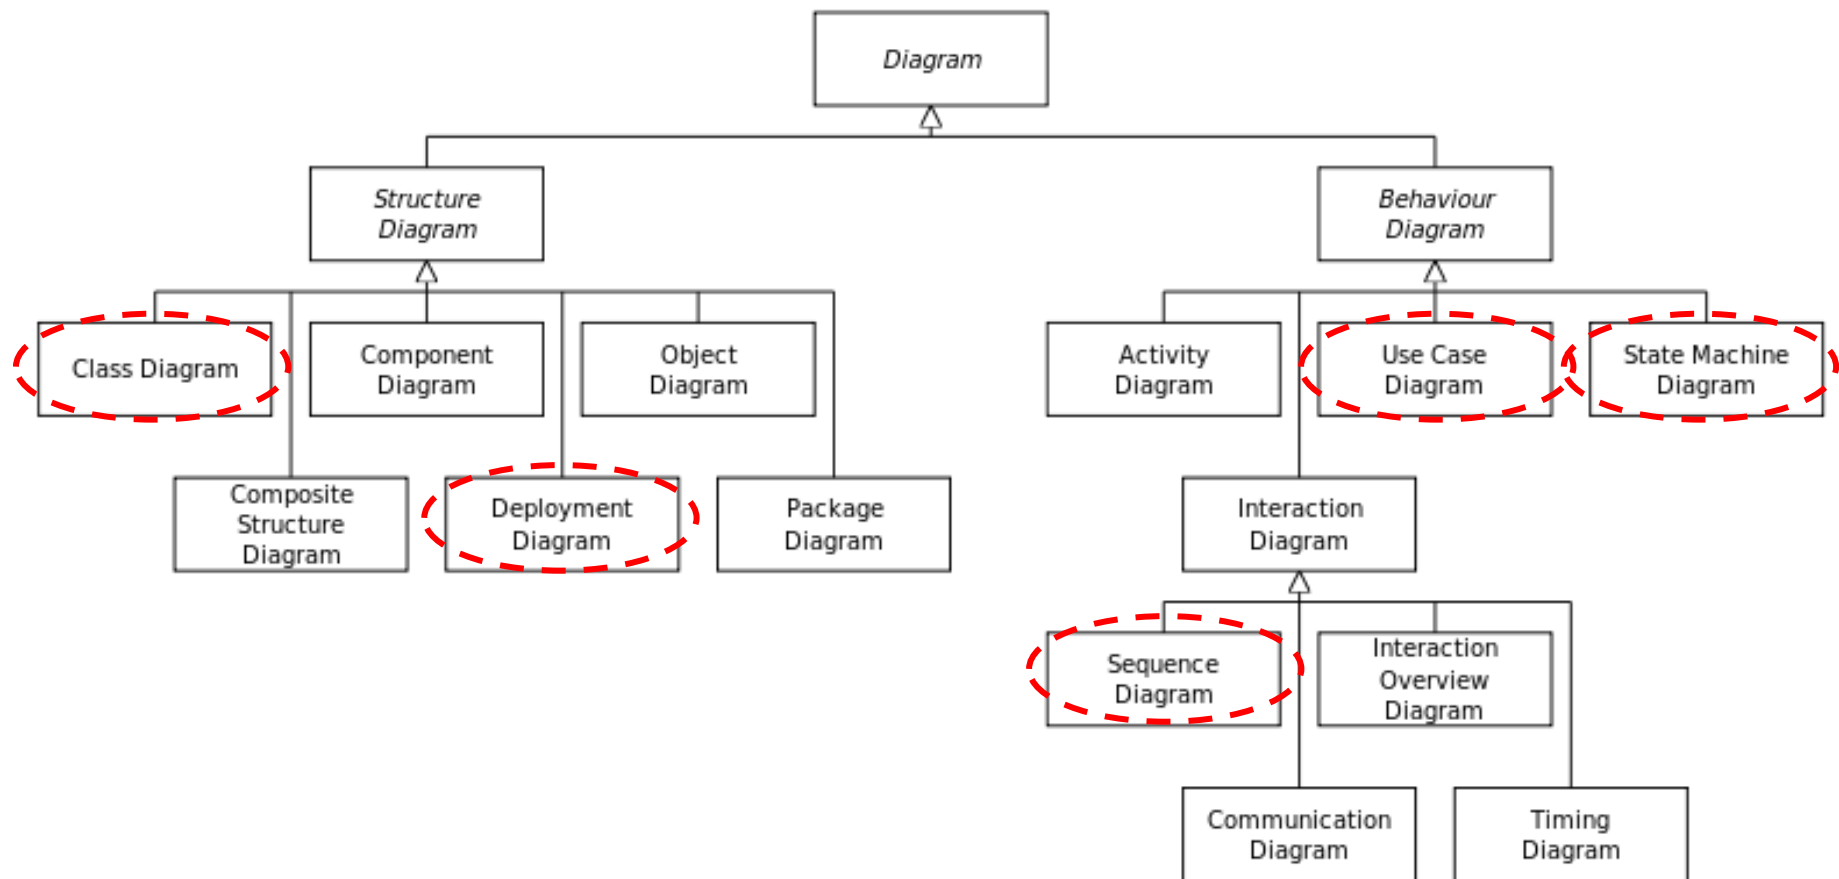 Diagram
Structure
Diagram
Behaviour
Diagram
Class Diagram
Component
Diagram
Object
Diagram
Activity
Diagram
Use Case
Diagram
State Machine
Diagram
Composite
Structure
Diagram
Deployment
Diagram
Package
Diagram
Interaction
Diagram
Sequence
Diagram
Interaction
Overview
Diagram
Communication
Diagram
Timing
Diagram